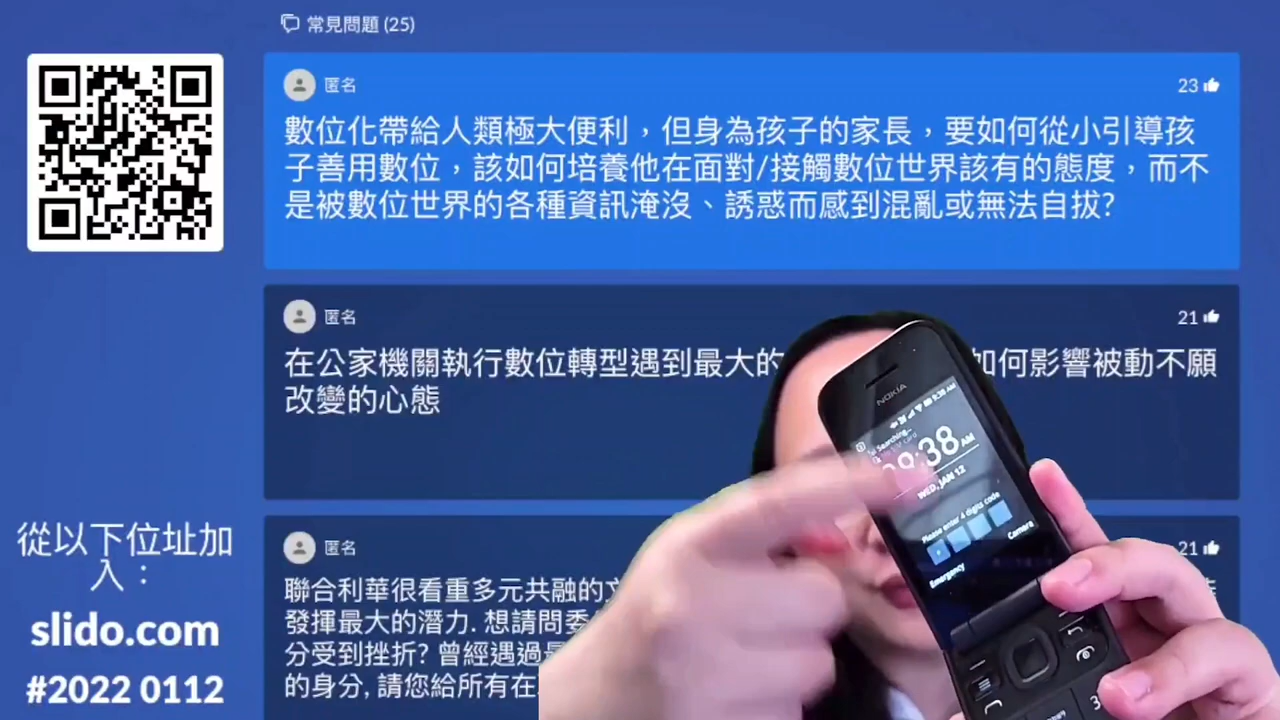 常見問題 (25)
匿名
23
數位化帶給人類極大便利，但身為孩子的家長，要如何從小引導孩
子善用數位，該如何培養他在面對/接觸數位世界該有的態度，而不
是被數位世界的各種資訊淹沒、誘惑而感到混亂或無法自拔?
匿名
21
在公家機關執行數位轉型遇到最大的
如何影響被動不願
改變的心態
匿名
21
聯合利華很看重多元共融的
發揮最大的潛力. 想請問委
分受到挫折? 曾經遇過
的身分, 請您給所有在
從以下位址加
入：
slido.com
#2022 0112
NOKIA
9:38 AM
Searching...
:38 AM
WED, JAN 12
Please enter 4 digits code
Camera
Emergency
3